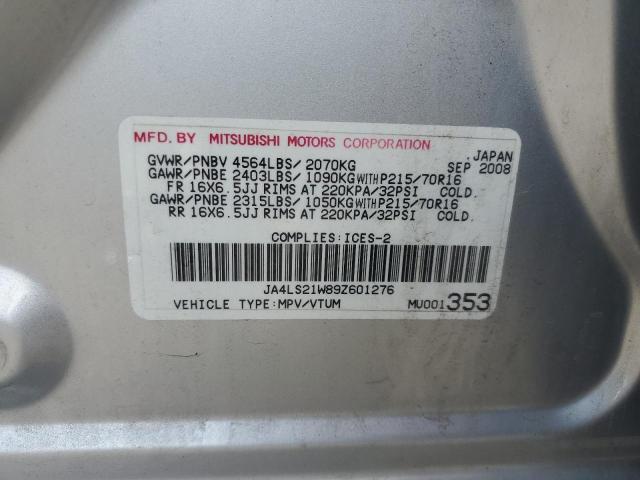 MFD. BY MITSUBISHI MOTORS CORPORATION
GVWR/PNBV 4564LBS/2070KG .JAPAN
SEP 2008
GAWR/PNBE 2403LBS/1090KG WITH P215/70R16
FR 16X6.5JJ RIMS AT 220KPA/32PSI COLD.
GAWR/PNBE 2315LBS/1050KG WITH P215/70R16
RR 16X6.5JJ RIMS AT 220KPA/32PSI COLD.
COMPLIES:ICES-2
JA4LS21W89Z601276
VEHICLE TYPE:MPV/VTUM MU001353